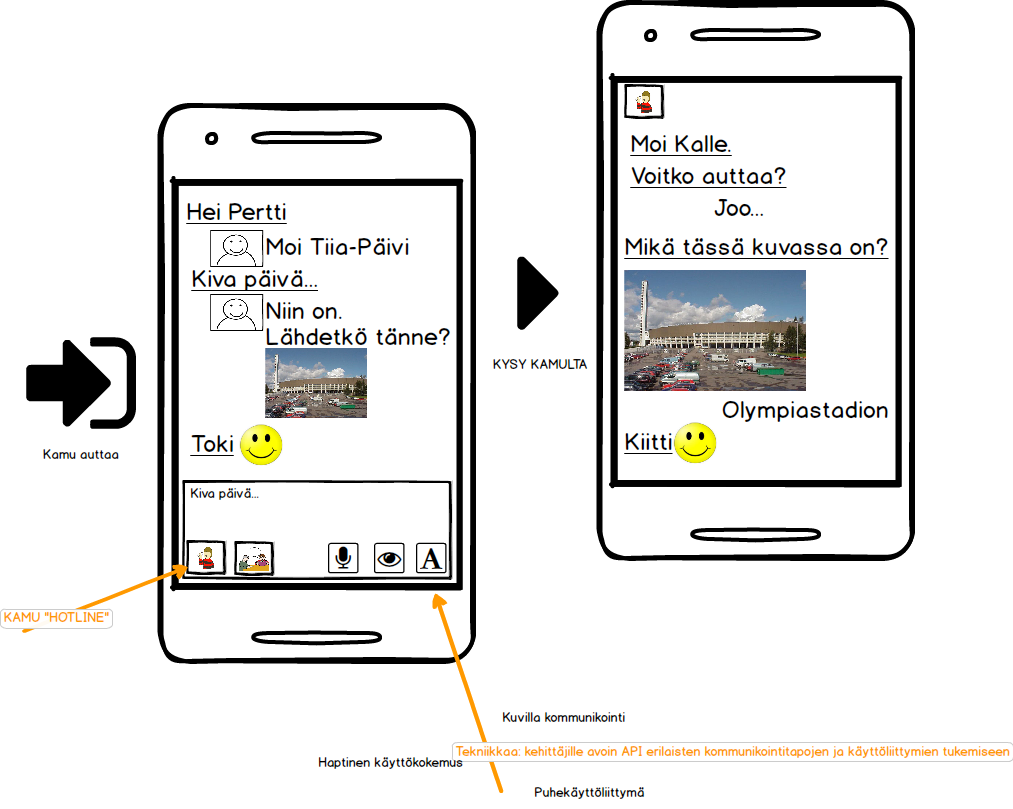 Kamu auttaa
Hei Pertti
Moi Tiia-Päivi
Kiva päivä...
Niin on.
Lähdetkö tänne?
Toki
Kiva päivä...
A
KAMU "HOTLINE"
KYSY KAMULTA
Moi Kalle.
Voitko auttaa?
Joo...
Mikä tässä kuvassa on?
Olympiastadion
Kiitti
Kuvilla kommunikointi
Tekniikkaa: kehittäjille avoin API erilaisten kommunikointitapojen ja käyttöliittymien tukemiseen
Haptinen käyttökokemus
Puhekäyttöliittymä